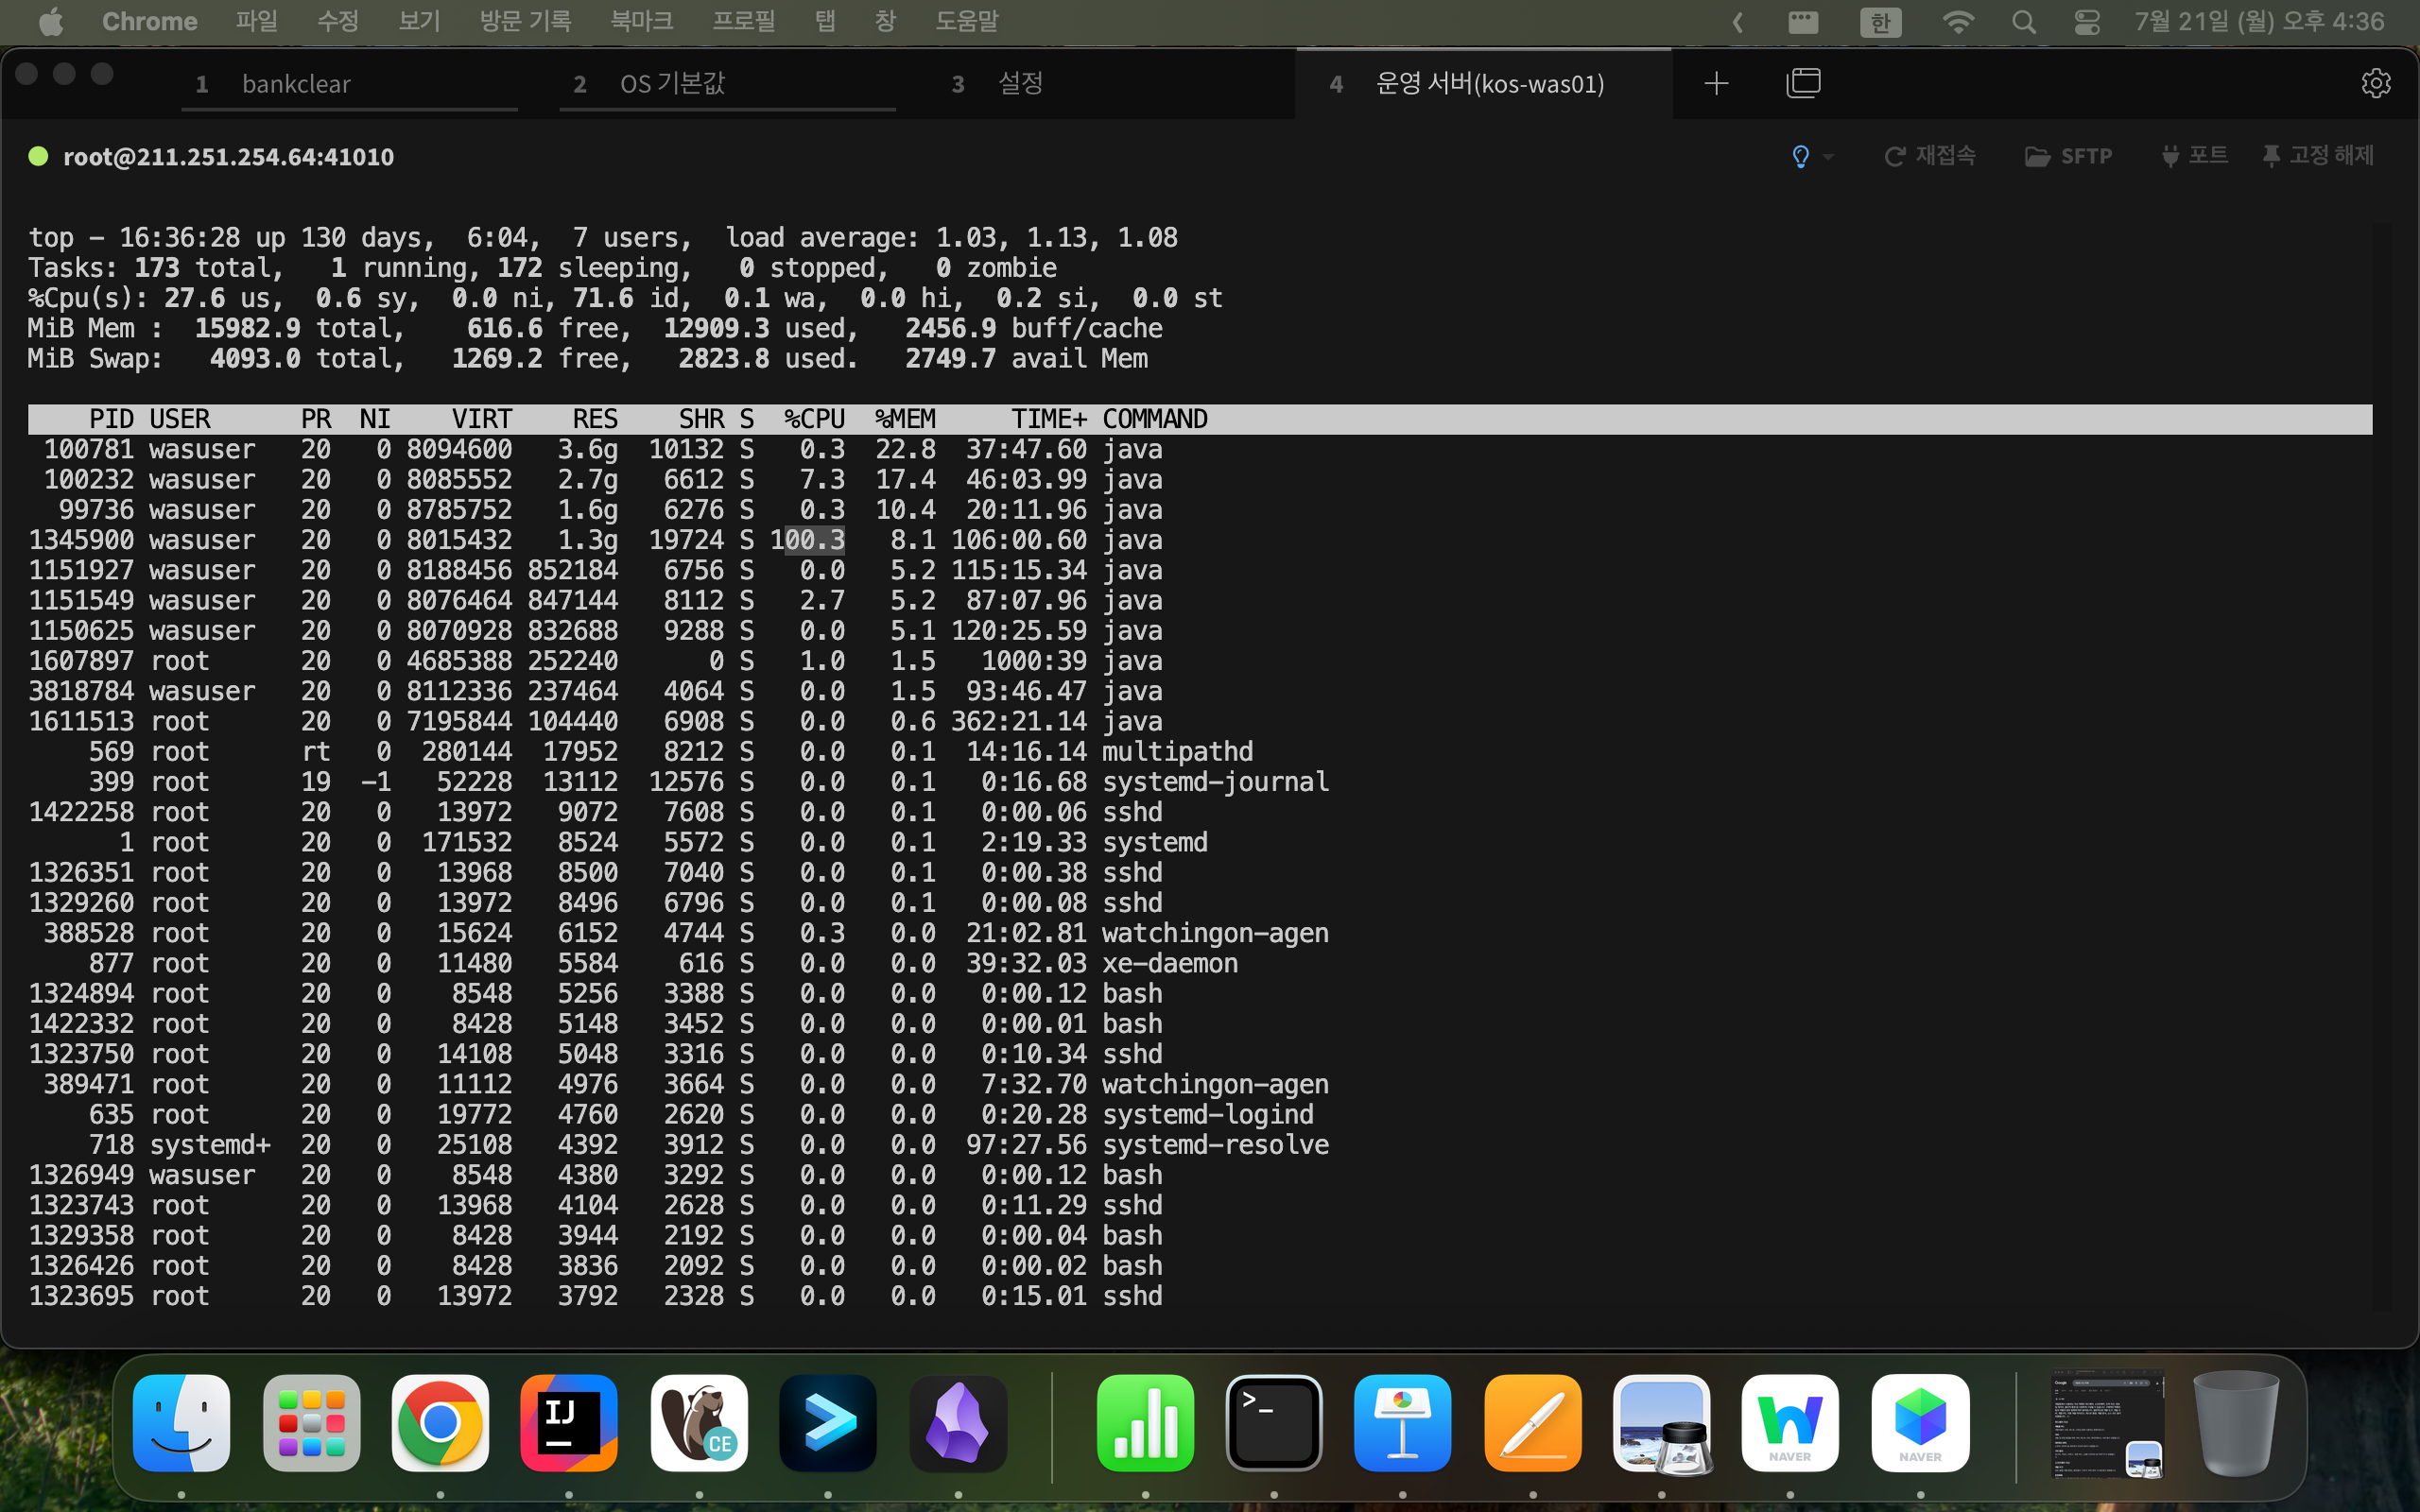 Chrome 파일 수정 보기 방문 기록 북마크 프로필 탭 창 도움말 한 7월 21일 (월) 오후 4:36
1 bankclear 2 OS 기본값 3 설정 4 운영 서버(kos-was01)
root@211.251.254.64:41010 재접속 SFTP 포트 고정 해제
top - 16:36:28 up 130 days, 6:04, 7 users, load average: 1.03, 1.13, 1.08
Tasks: 173 total, 1 running, 172 sleeping, 0 stopped, 0 zombie
%Cpu(s): 27.6 us, 0.6 sy, 0.0 ni, 71.6 id, 0.1 wa, 0.0 hi, 0.2 si, 0.0 st
MiB Mem : 15982.9 total, 616.6 free, 12909.3 used, 2456.9 buff/cache
MiB Swap: 4093.0 total, 1269.2 free, 2823.8 used. 2749.7 avail Mem
PID USER PR NI VIRT RES SHR S %CPU %MEM TIME+ COMMAND
100781 wasuser 20 0 8094600 3.6g 10132 S 0.3 22.8 37:47.60 java
100232 wasuser 20 0 8085552 2.7g 6612 S 7.3 17.4 46:03.99 java
99736 wasuser 20 0 8785752 1.6g 6276 S 0.3 10.4 20:11.96 java
1345900 wasuser 20 0 8015432 1.3g 19724 S 100.3 8.1 106:00.60 java
1151927 wasuser 20 0 8188456 852184 6756 S 0.0 5.2 115:15.34 java
1151549 wasuser 20 0 8076464 847144 8112 S 2.7 5.2 87:07.96 java
1150625 wasuser 20 0 8070928 832688 9288 S 0.0 5.1 120:25.59 java
1607897 root 20 0 4685388 252240 0 S 1.0 1.5 1000:39 java
3818784 wasuser 20 0 8112336 237464 4064 S 0.0 1.5 93:46.47 java
1611513 root 20 0 7195844 104440 6908 S 0.0 0.6 362:21.14 java
569 root rt 0 280144 17952 8212 S 0.0 0.1 14:16.14 multipathd
399 root 19 -1 52228 13112 12576 S 0.0 0.1 0:16.68 systemd-journal
1422258 root 20 0 13972 9072 7608 S 0.0 0.1 0:00.06 sshd
1 root 20 0 171532 8524 5572 S 0.0 0.1 2:19.33 systemd
1326351 root 20 0 13968 8500 7040 S 0.0 0.1 0:00.38 sshd
1329260 root 20 0 13972 8496 6796 S 0.0 0.1 0:00.08 sshd
388528 root 20 0 15624 6152 4744 S 0.3 0.0 21:02.81 watchingon-agen
877 root 20 0 11480 5584 616 S 0.0 0.0 39:32.03 xe-daemon
1324894 root 20 0 8548 5256 3388 S 0.0 0.0 0:00.12 bash
1422332 root 20 0 8428 5148 3452 S 0.0 0.0 0:00.01 bash
1323750 root 20 0 14108 5048 3316 S 0.0 0.0 0:10.34 sshd
389471 root 20 0 11112 4976 3664 S 0.0 0.0 7:32.70 watchingon-agen
635 root 20 0 19772 4760 2620 S 0.0 0.0 0:20.28 systemd-logind
718 systemd+ 20 0 25108 4392 3912 S 0.0 0.0 97:27.56 systemd-resolve
1326949 wasuser 20 0 8548 4380 3292 S 0.0 0.0 0:00.12 bash
1323743 root 20 0 13968 4104 2628 S 0.0 0.0 0:11.29 sshd
1329358 root 20 0 8428 3944 2192 S 0.0 0.0 0:00.04 bash
1326426 root 20 0 8428 3836 2092 S 0.0 0.0 0:00.02 bash
1323695 root 20 0 13972 3792 2328 S 0.0 0.0 0:15.01 sshd
IJ CE >_ NAVER NAVER